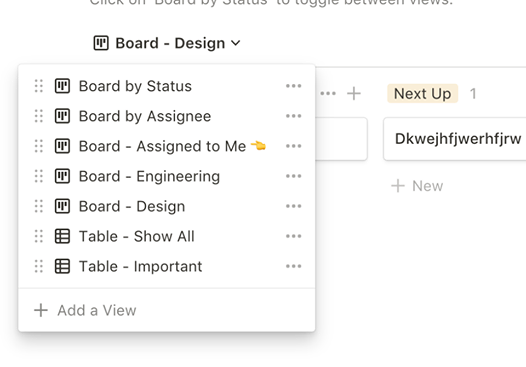 Click on "Board by Status" to toggle between views.
Board - Design
Board by Status
Board by Assignee
Board - Assigned to Me 👈
Board - Engineering
Board - Design
Table - Show All
Table - Important
Add a View
Next Up 1
Dkwejhfjwerhfjrw
New